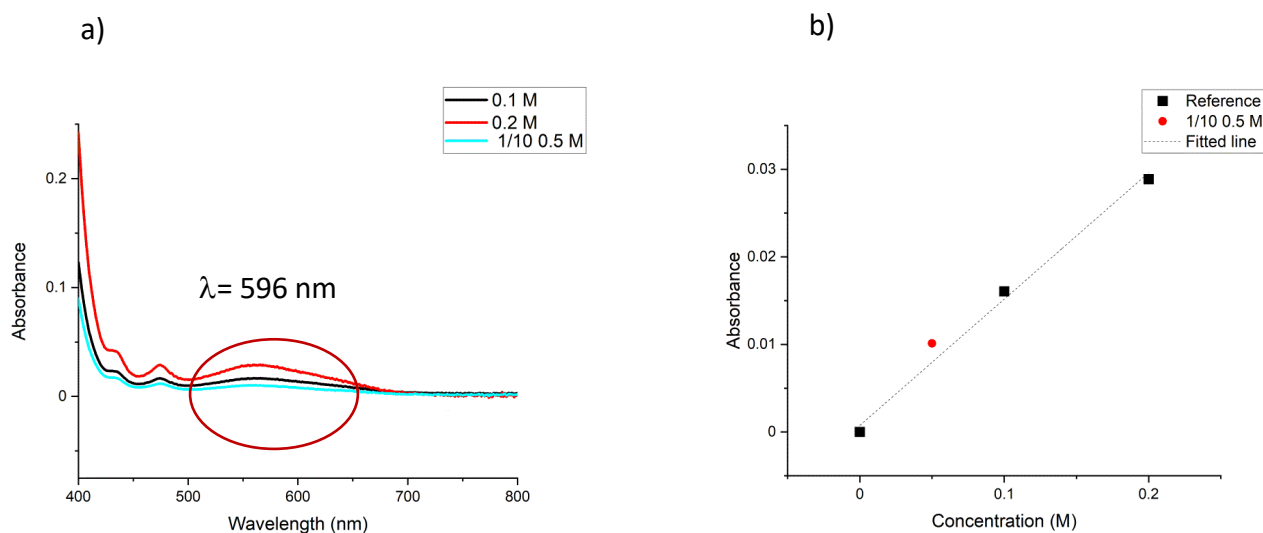 a)
0.1 M
0.2 M
1/10 0.5 M
0.2
0.1
0
Absorbance
λ= 596 nm
400
500
600
700
800
Wavelength (nm)
b)
Reference
1/10 0.5 M
Fitted line
0.03
0.02
0.01
0
Absorbance
0
0.1
0.2
Concentration (M)